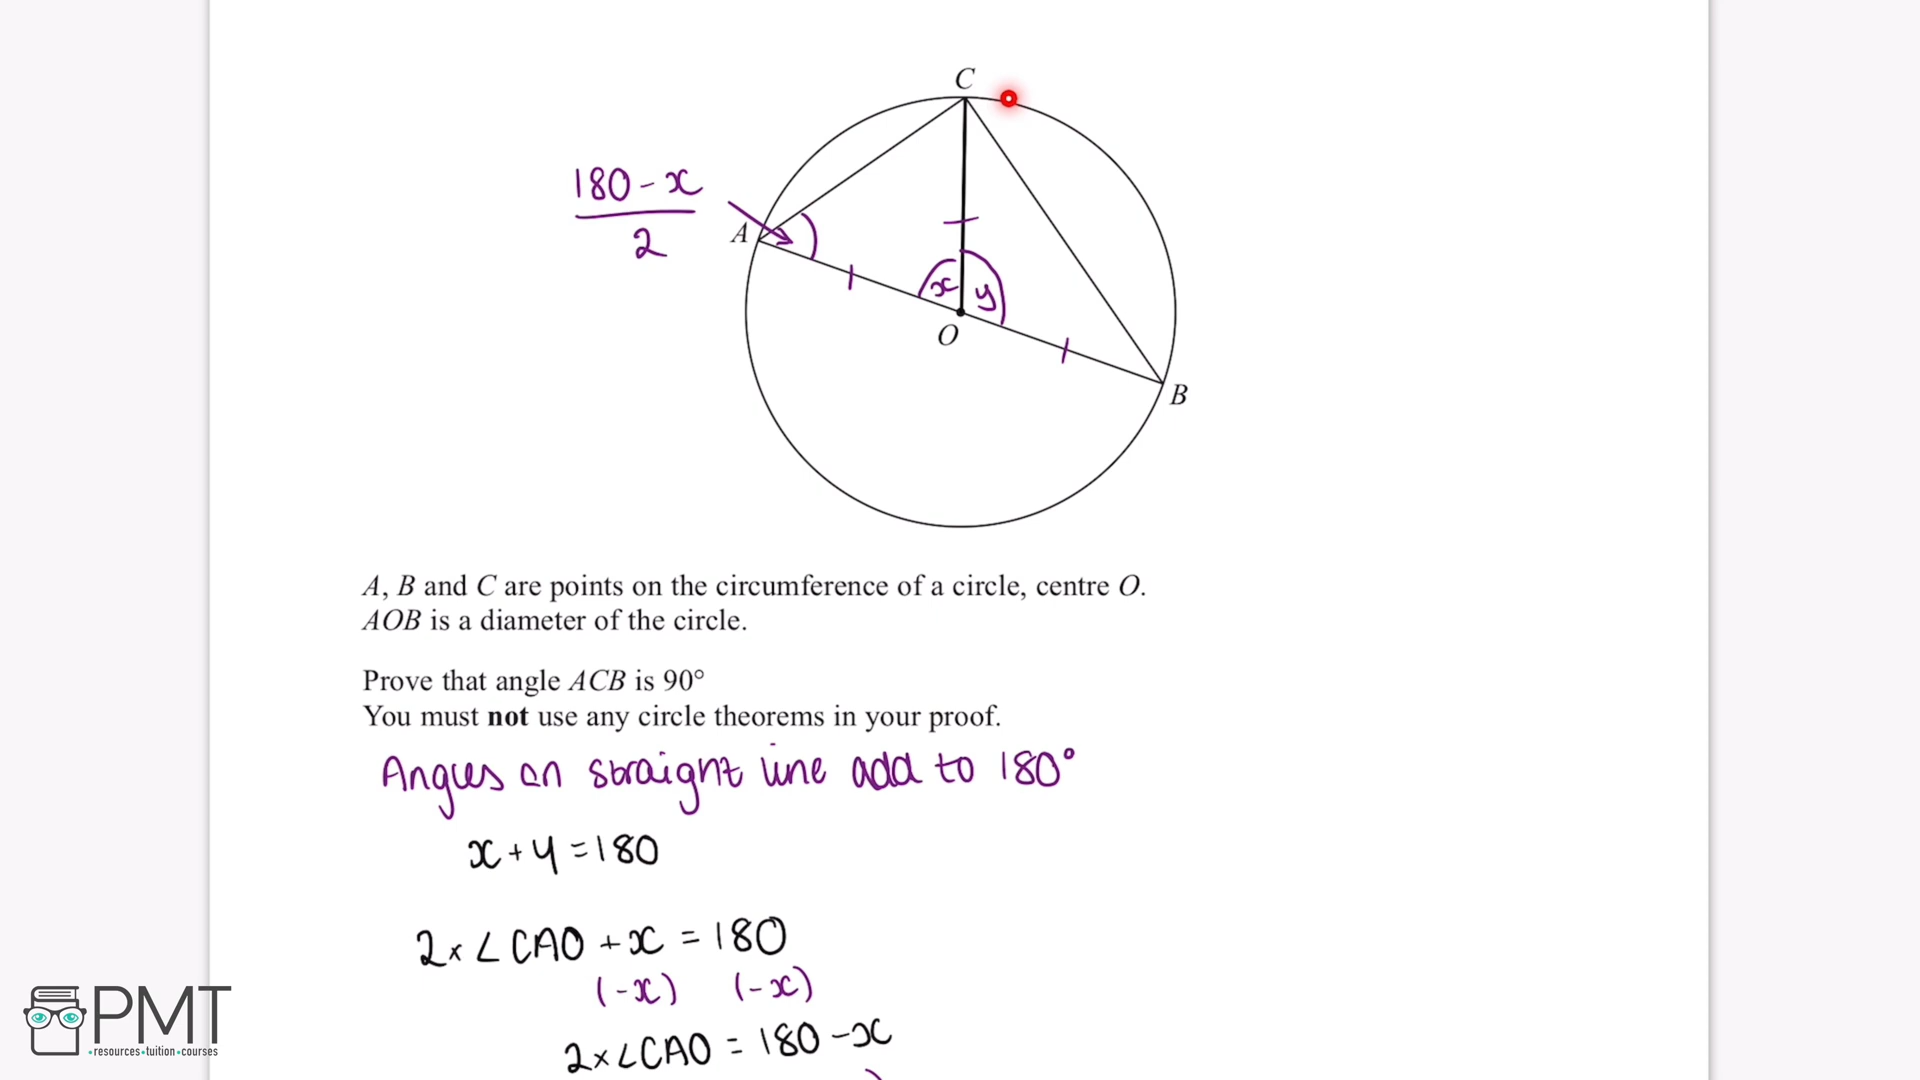 C
180 - x
2
A
x
y
O
B
A, B and C are points on the circumference of a circle, centre O.
AOB is a diameter of the circle.
Prove that angle ACB is 90°
You must not use any circle theorems in your proof.
Angles on straight line add to 180°
x + y = 180
2 x ∠CAO + x = 180
(-x) (-x)
2 x ∠CAO = 180 - x
PMT
•resources•tuition•courses